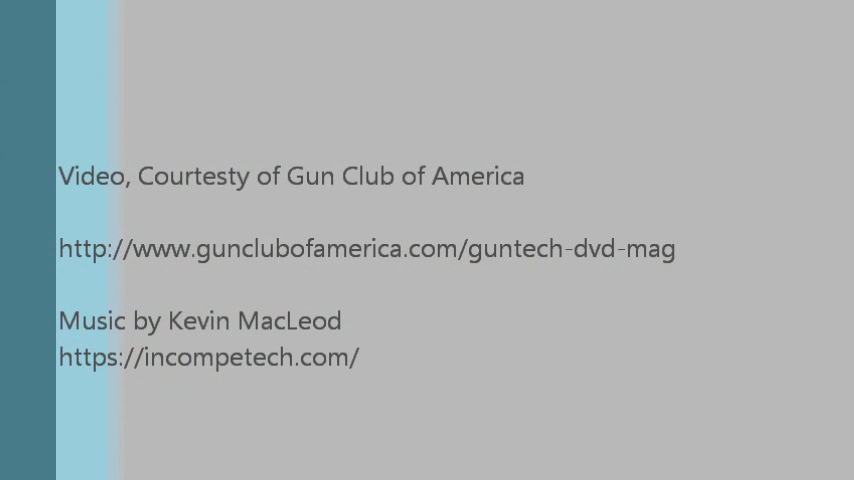 Video, Courtesty of Gun Club of America
http://www.gunclubofamerica.com/guntech-dvd-mag
Music by Kevin MacLeod
https://incompetech.com/